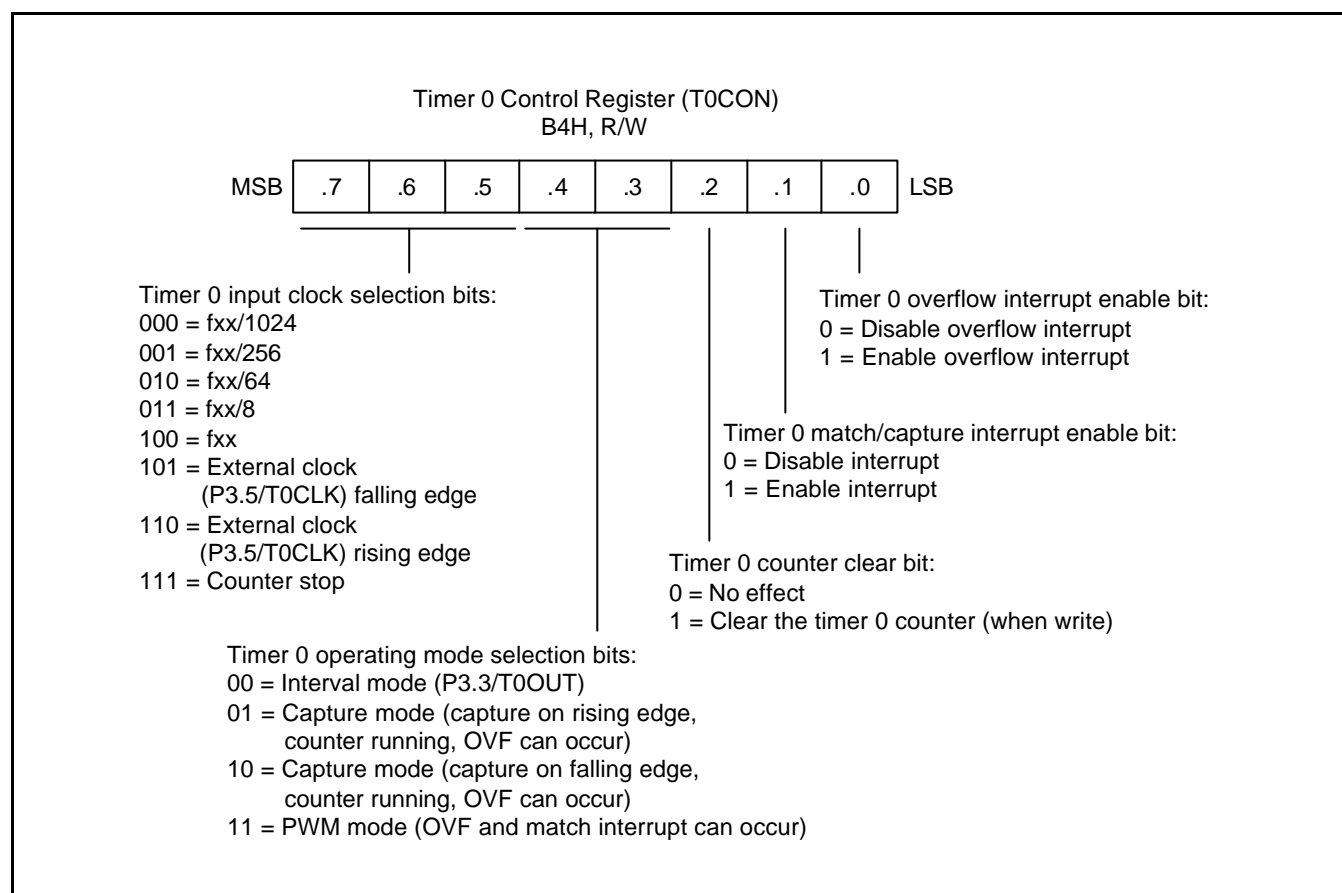 Timer 0 Control Register (T0CON)
B4H, R/W
MSB .7 .6 .5 .4 .3 .2 .1 .0 LSB
Timer 0 input clock selection bits:
000 = fxx/1024
001 = fxx/256
010 = fxx/64
011 = fxx/8
100 = fxx
101 = External clock
(P3.5/T0CLK) falling edge
110 = External clock
(P3.5/T0CLK) rising edge
111 = Counter stop
Timer 0 overflow interrupt enable bit:
0 = Disable overflow interrupt
1 = Enable overflow interrupt
Timer 0 match/capture interrupt enable bit:
0 = Disable interrupt
1 = Enable interrupt
Timer 0 counter clear bit:
0 = No effect
1 = Clear the timer 0 counter (when write)
Timer 0 operating mode selection bits:
00 = Interval mode (P3.3/T0OUT)
01 = Capture mode (capture on rising edge,
counter running, OVF can occur)
10 = Capture mode (capture on falling edge,
counter running, OVF can occur)
11 = PWM mode (OVF and match interrupt can occur)